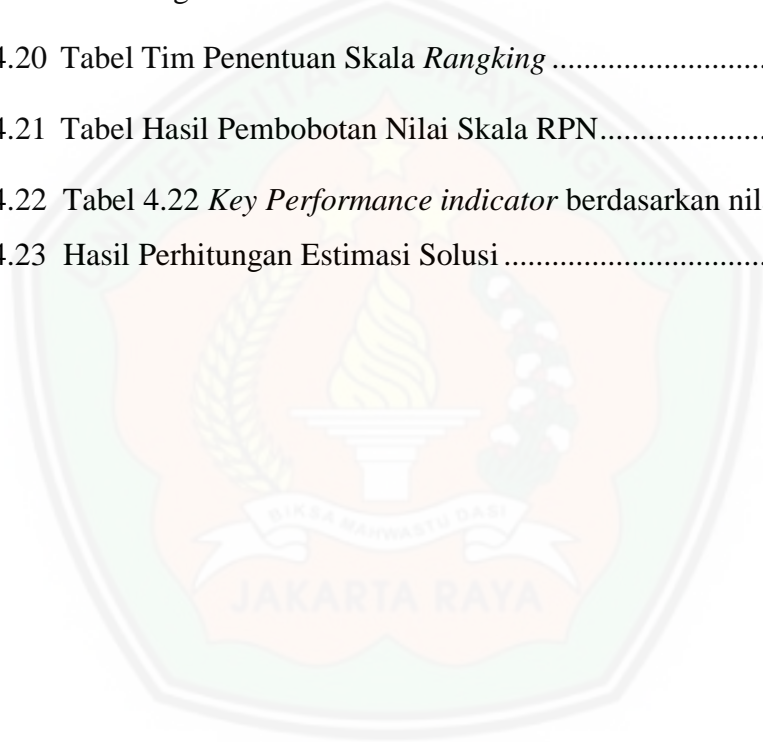 4.20 Tabel Tim Penentuan Skala Rangking ..........................
4.21 Tabel Hasil Pembobotan Nilai Skala RPN....................
4.22 Tabel 4.22 Key Performance indicator berdasarkan nil
4.23 Hasil Perhitungan Estimasi Solusi ................................
BIKSA MAHWASTU DASI
JAKARTA RAYA